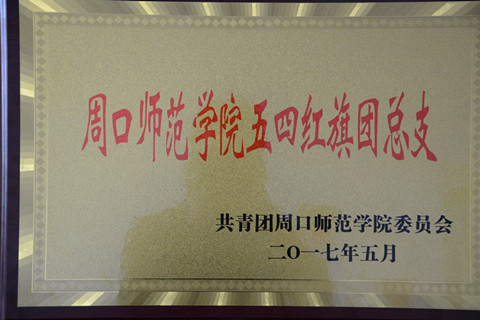 周口师范学院五四红旗团总支
共青团周口师范学院委员会
二O一七年五月